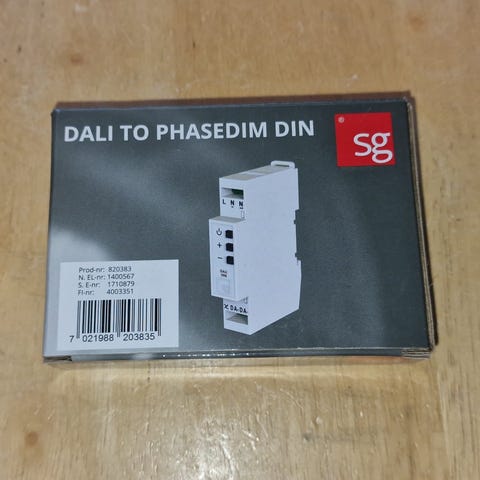 DALI TO PHASEDIM DIN
®
sg
L N N
+
−
DALI
DA- DA-
Prod-nr: 820383
N. EL-nr: 1400567
S. E-nr: 1710879
FI-nr: 4003351
7 021988 203835